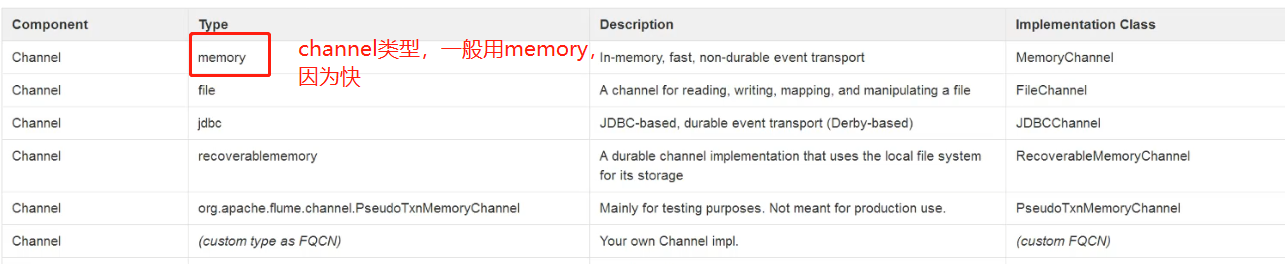 Component Type Description Implementation Class
channel类型，一般用memory，
Channel memory In-memory, fast, non-durable event transport MemoryChannel
因为快
Channel file A channel for reading, writing, mapping, and manipulating a file FileChannel
Channel jdbc JDBC-based, durable event transport (Derby-based) JDBCChannel
Channel recoverablememory A durable channel implementation that uses the local file system RecoverableMemoryChannel
for its storage
Channel org.apache.flume.channel.PseudoTxnMemoryChannel Mainly for testing purposes. Not meant for production use. PseudoTxnMemoryChannel
Channel (custom type as FQCN) Your own Channel impl. (custom FQCN)